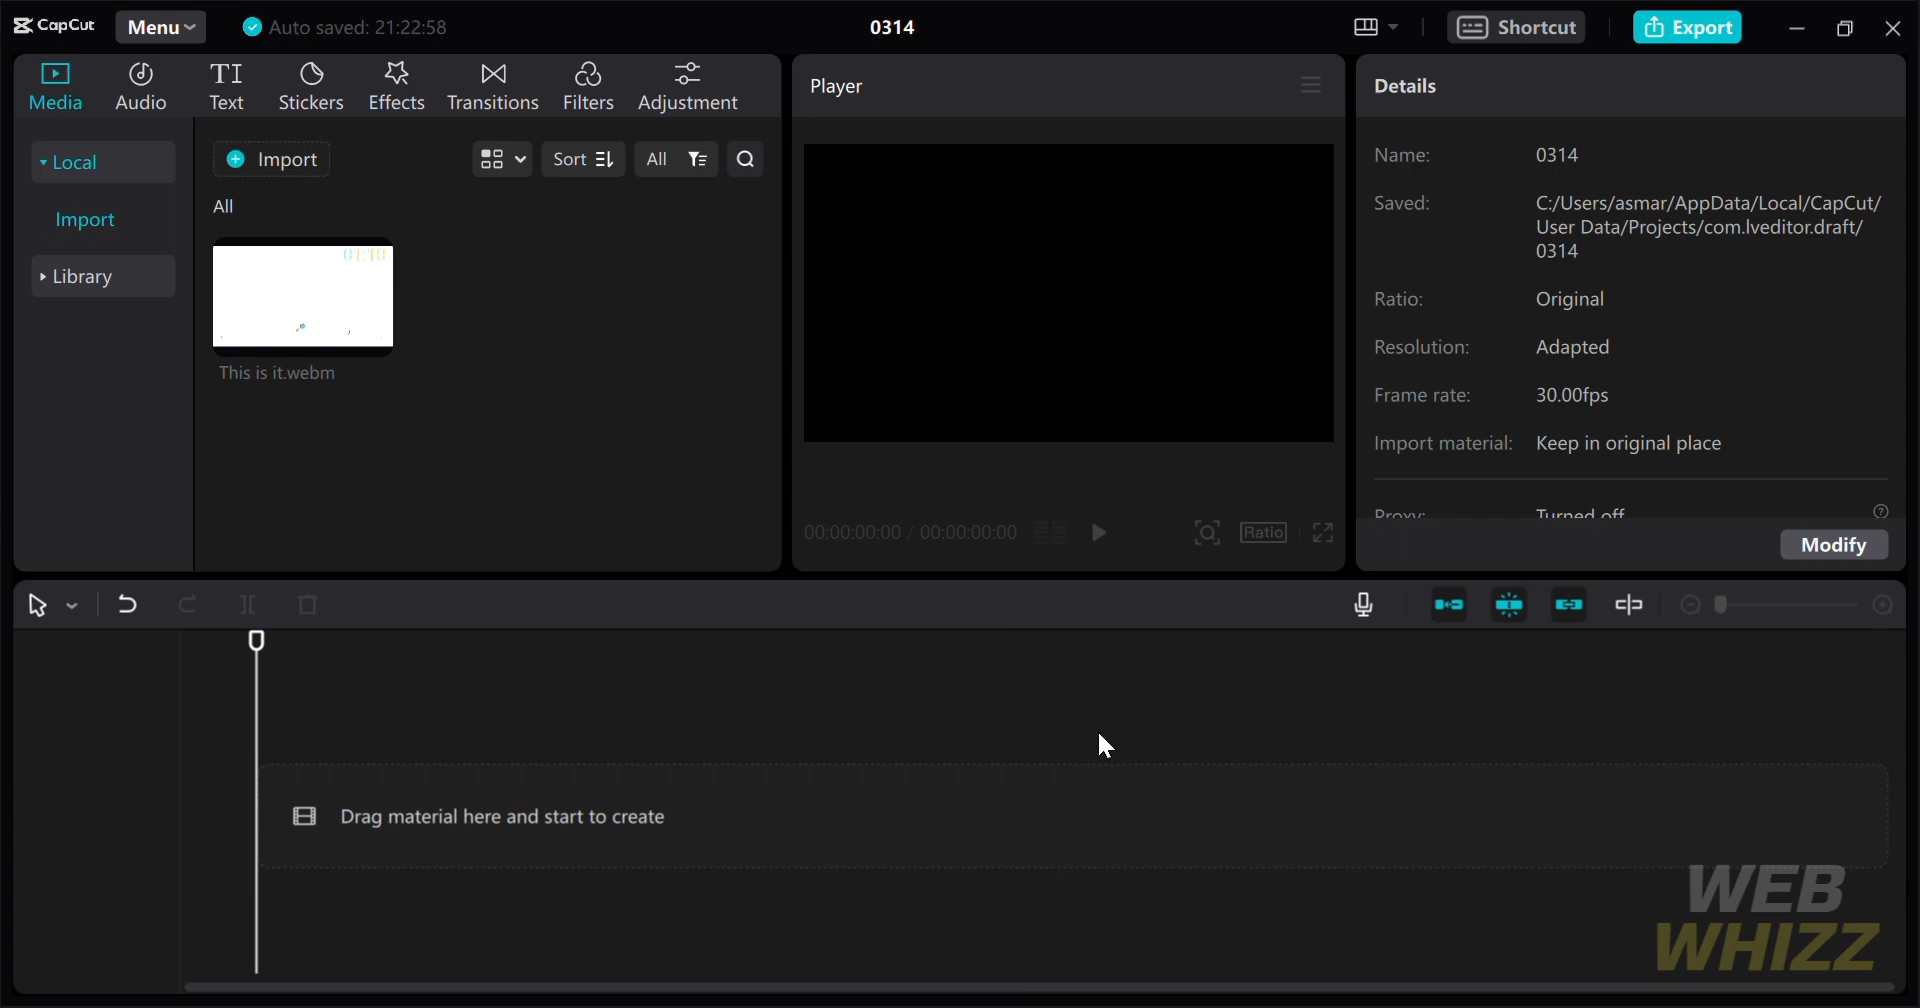 CapCut
Menu
Auto saved: 21:22:58
0314
Shortcut
Export
Media
Audio
Text
Stickers
Effects
Transitions
Filters
Adjustment
Local
Import
Library
Import
Sort
All
All
This is it.webm
Player
00:00:00:00 / 00:00:00:00
Ratio
Details
Name: 0314
Saved: C:/Users/asmar/AppData/Local/CapCut/
User Data/Projects/com.lveditor.draft/
0314
Ratio: Original
Resolution: Adapted
Frame rate: 30.00fps
Import material: Keep in original place
Proxy: Turned off
Modify
Drag material here and start to create
WEB
WHIZZ